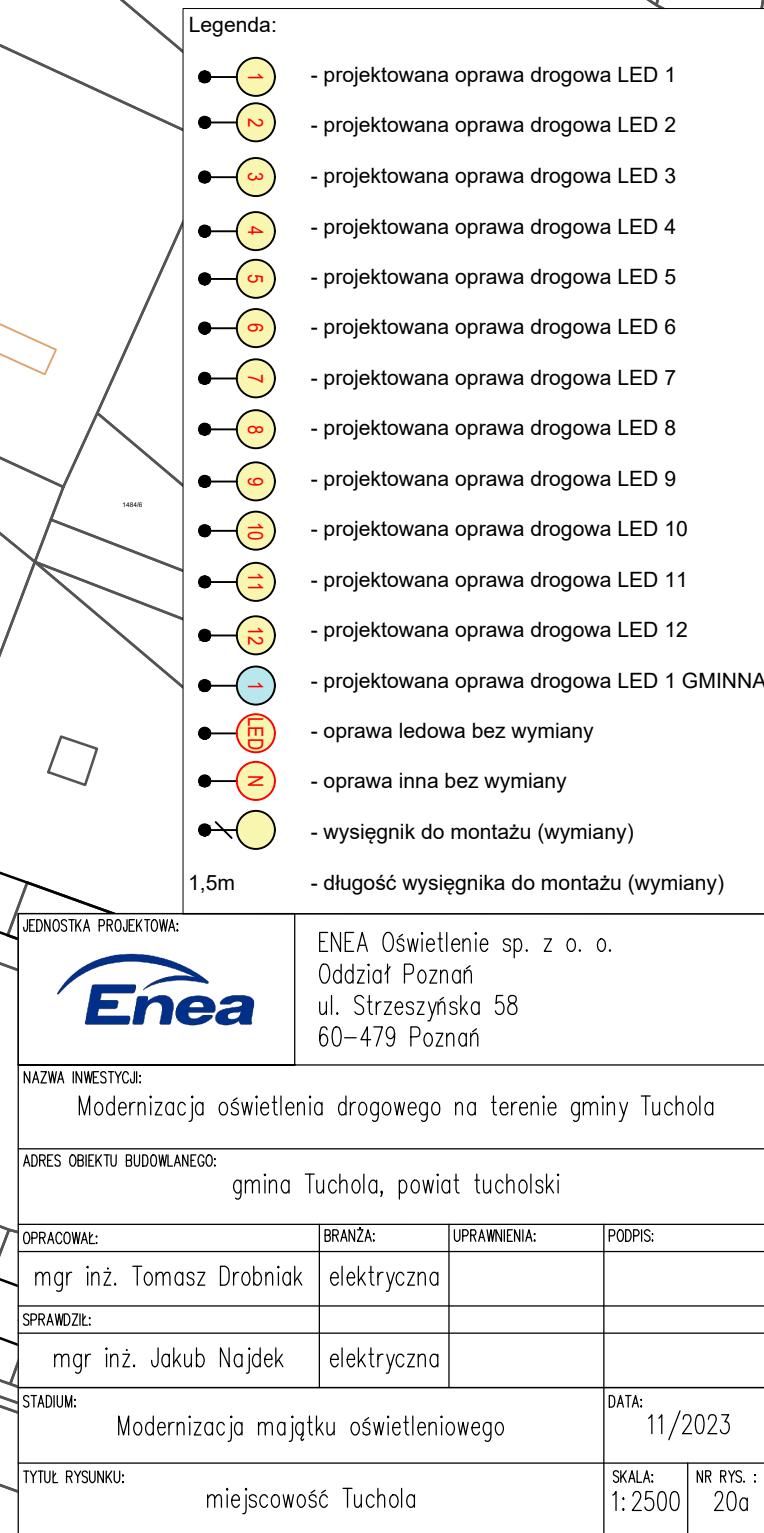 Legenda:
1 - projektowana oprawa drogowa LED 1
2 - projektowana oprawa drogowa LED 2
3 - projektowana oprawa drogowa LED 3
4 - projektowana oprawa drogowa LED 4
5 - projektowana oprawa drogowa LED 5
6 - projektowana oprawa drogowa LED 6
7 - projektowana oprawa drogowa LED 7
8 - projektowana oprawa drogowa LED 8
9 - projektowana oprawa drogowa LED 9
1484/6
10 - projektowana oprawa drogowa LED 10
11 - projektowana oprawa drogowa LED 11
12 - projektowana oprawa drogowa LED 12
1 - projektowana oprawa drogowa LED 1 GMINNA
LED - oprawa ledowa bez wymiany
N - oprawa inna bez wymiany
- wysięgnik do montażu (wymiany)
1,5m - długość wysięgnika do montażu (wymiany)
JEDNOSTKA PROJEKTOWA:
Enea
ENEA Oświetlenie sp. z o. o.
Oddział Poznań
ul. Strzeszyńska 58
60-479 Poznań
NAZWA INWESTYCJI:
Modernizacja oświetlenia drogowego na terenie gminy Tuchola
ADRES OBIEKTU BUDOWLANEGO:
gmina Tuchola, powiat tucholski
OPRACOWAŁ: BRANŻA: UPRAWNIENIA: PODPIS:
mgr inż. Tomasz Drobniak elektryczna
SPRAWDZIŁ:
mgr inż. Jakub Najdek elektryczna
STADIUM: DATA:
Modernizacja majątku oświetleniowego 11/2023
TYTUŁ RYSUNKU: SKALA: NR RYS. :
miejscowość Tuchola 1:2500 20a